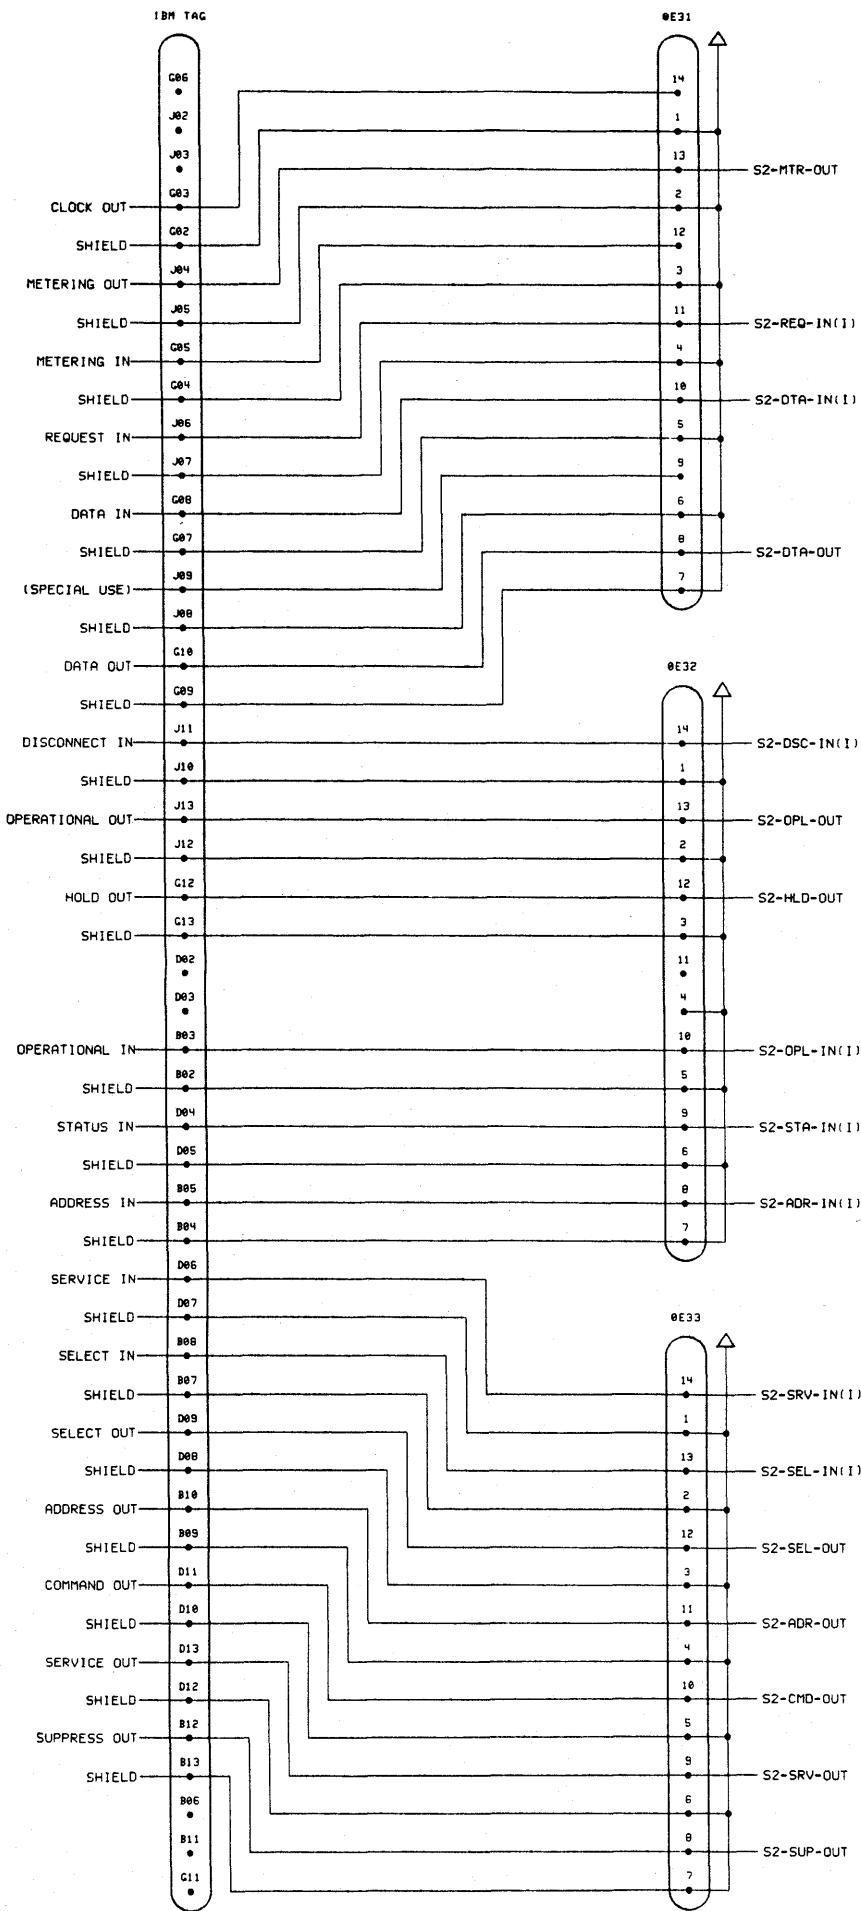 IBM TAG 0E31
G06 14
J02 1
J03 13 S2-MTR-OUT
CLOCK OUT G03 2
SHIELD G02 12
METERING OUT J04 3
SHIELD J05 11 S2-REQ-IN(I)
METERING IN G05 4
SHIELD G04 10 S2-DTA-IN(I)
REQUEST IN J06 5
SHIELD J07 9
DATA IN G08 6
SHIELD G07 8 S2-DTA-OUT
(SPECIAL USE) J09 7
SHIELD J08
DATA OUT G10 0E32
SHIELD G09
DISCONNECT IN J11 14 S2-DSC-IN(I)
SHIELD J10 1
OPERATIONAL OUT J13 13 S2-OPL-OUT
SHIELD J12 2
HOLD OUT G12 12 S2-HLD-OUT
SHIELD G13 3
D02 11
D03 4
OPERATIONAL IN B03 10 S2-OPL-IN(I)
SHIELD B02 5
STATUS IN D04 9 S2-STA-IN(I)
SHIELD D05 6
ADDRESS IN B05 8 S2-ADR-IN(I)
SHIELD B04 7
SERVICE IN D06
SHIELD D07 0E33
SELECT IN B08
SHIELD B07 14 S2-SRV-IN(I)
SELECT OUT D09 1
SHIELD D08 13 S2-SEL-IN(I)
ADDRESS OUT B10 2
SHIELD B09 12 S2-SEL-OUT
COMMAND OUT D11 3
SHIELD D10 11 S2-ADR-OUT
SERVICE OUT D13 4
SHIELD D12 10 S2-CMD-OUT
SUPPRESS OUT B12 5
SHIELD B13 9 S2-SRV-OUT
B06 6
B11 8 S2-SUP-OUT
G11 7